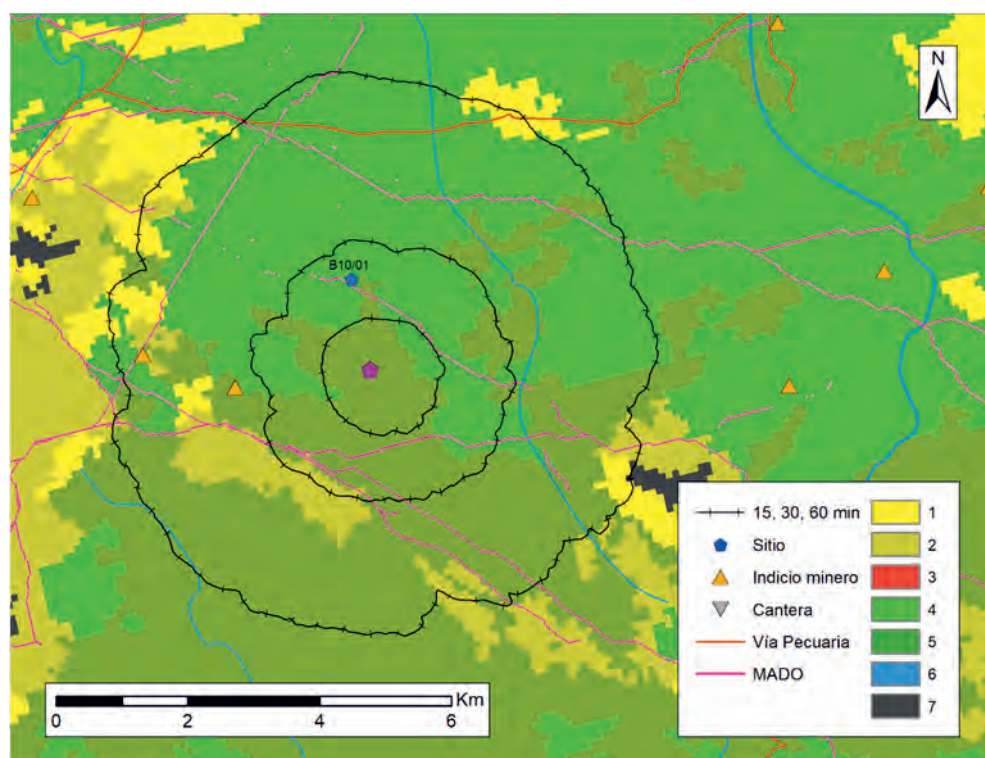 N
B10/01
15, 30, 60 min
Sitio
Indicio minero
Cantera
Vía Pecuaria
MADO
1
2
3
4
5
6
7
Km
0 2 4 6